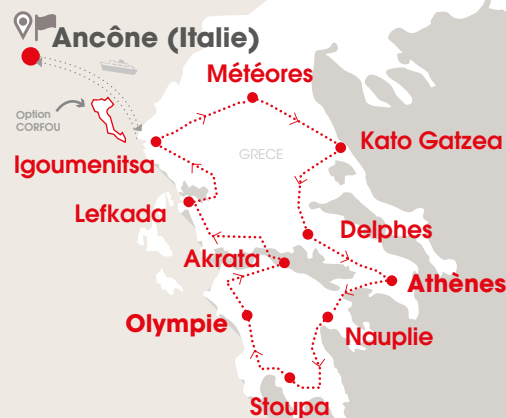 Ancône (Italie)
Météores
Option
CORFOU
Kato Gatzea
Igoumenitsa
GRECE
Lefkada
Delphes
Akrata
Athènes
Olympie
Nauplie
Stoupa